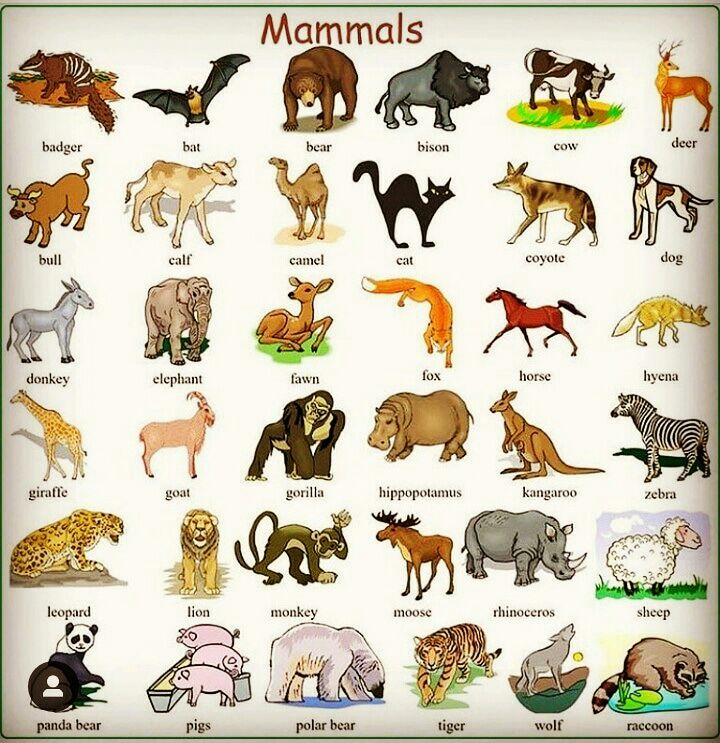 Mammals
badger bat bear bison cow deer
bull calf camel cat coyote dog
donkey elephant fawn fox horse hyena
giraffe goat gorilla hippopotamus kangaroo zebra
leopard lion monkey moose rhinoceros sheep
panda bear pigs polar bear tiger wolf raccoon